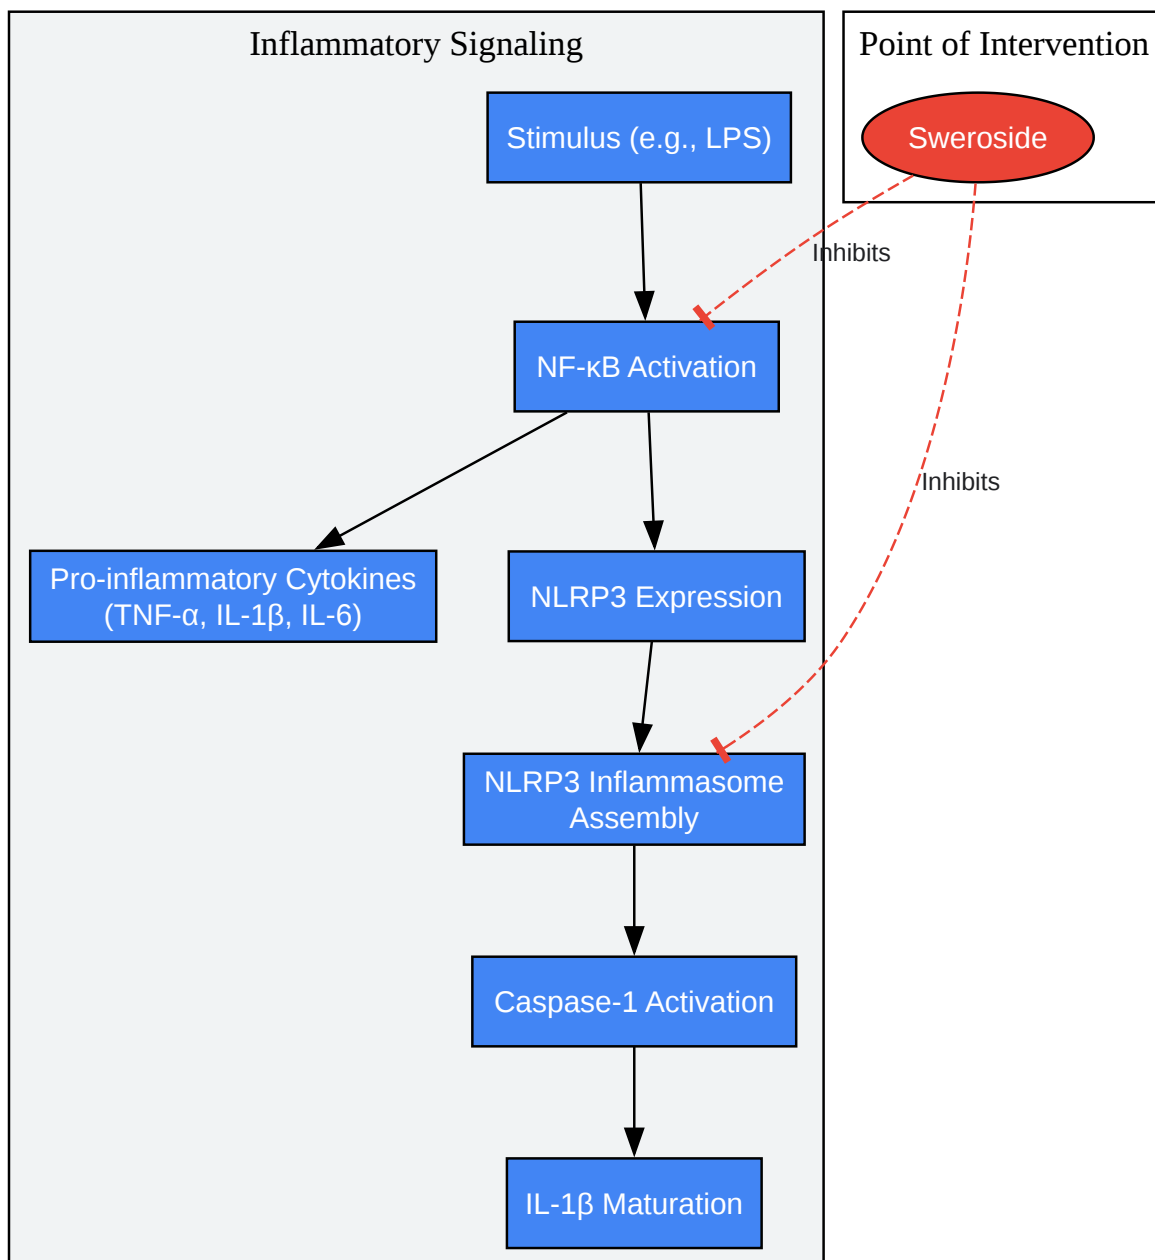 Inflammatory Signaling
Point of Intervention
Stimulus (e.g., LPS)
Sweroside
Inhibits
NF-κB Activation
Inhibits
Pro-inflammatory Cytokines
(TNF-α, IL-1β, IL-6)
NLRP3 Expression
NLRP3 Inflammasome
Assembly
Caspase-1 Activation
IL-1β Maturation